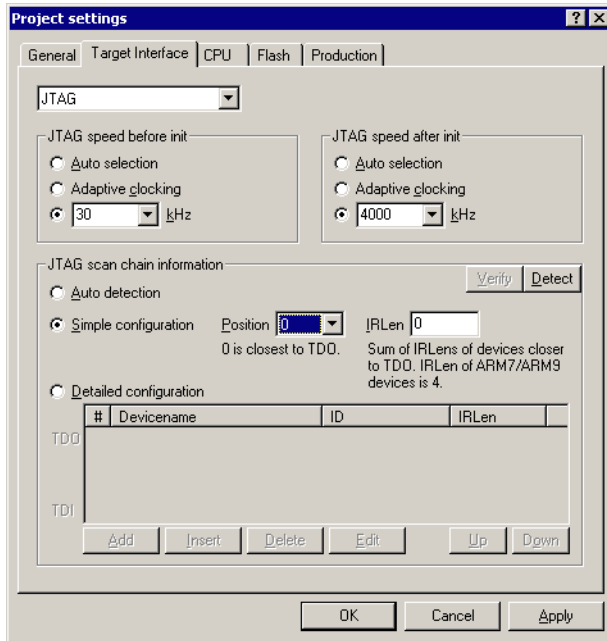 Project settings
General Target Interface CPU Flash Production
JTAG
JTAG speed before init
Auto selection
Adaptive clocking
30 kHz
JTAG speed after init
Auto selection
Adaptive clocking
4000 kHz
JTAG scan chain information
Verify Detect
Auto detection
Simple configuration Position 0 IRLen 0
0 is closest to TDO.
Sum of IRLens of devices closer
to TDO. IRLen of ARM7/ARM9
devices is 4.
Detailed configuration
# Devicename ID IRLen
TDO
TDI
Add Insert Delete Edit Up Down
OK Cancel Apply